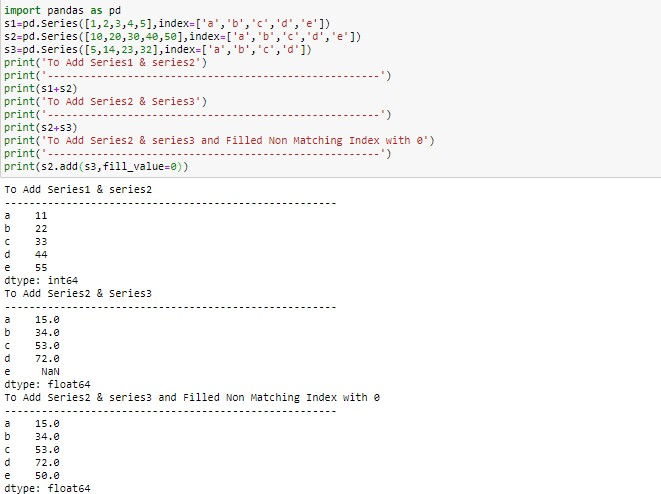 import pandas as pd
s1=pd.Series([1,2,3,4,5],index=['a','b','c','d','e'])
s2=pd.Series([10,20,30,40,50],index=['a','b','c','d','e'])
s3=pd.Series([5,14,23,32],index=['a','b','c','d'])
print('To Add Series1 & series2')
print('---------------------------------------------------')
print(s1+s2)
print('To Add Series2 & Series3')
print('---------------------------------------------------')
print(s2+s3)
print('To Add Series2 & series3 and Filled Non Matching Index with 0')
print('---------------------------------------------------')
print(s2.add(s3,fill_value=0))
To Add Series1 & series2
---------------------------------------------------
a    11
b    22
c    33
d    44
e    55
dtype: int64
To Add Series2 & Series3
---------------------------------------------------
a    15.0
b    34.0
c    53.0
d    72.0
e     NaN
dtype: float64
To Add Series2 & series3 and Filled Non Matching Index with 0
---------------------------------------------------
a    15.0
b    34.0
c    53.0
d    72.0
e    50.0
dtype: float64